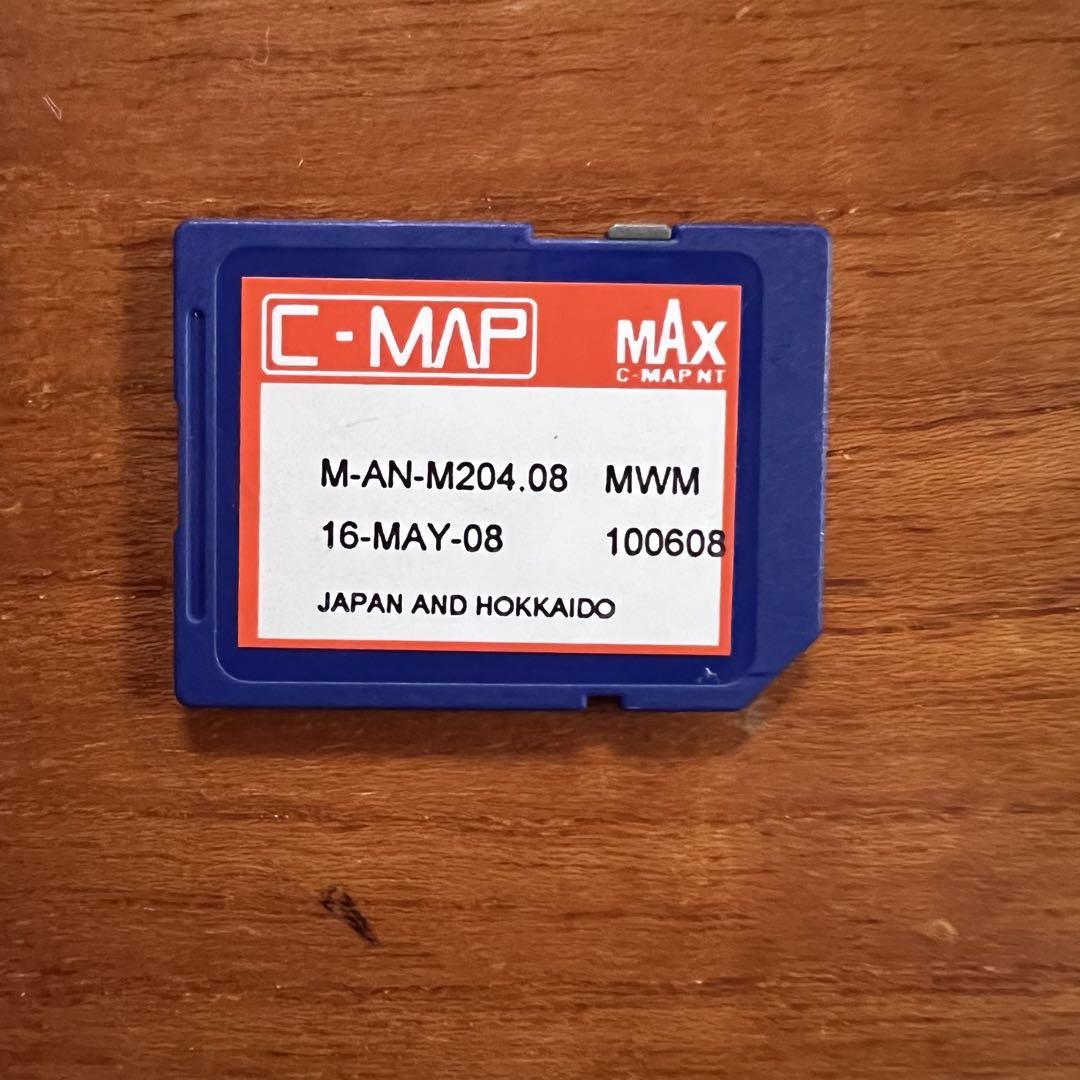 C-MAP
MAX
C-MAP NT
M-AN-M204.08 MWM
16-MAY-08 100608
JAPAN AND HOKKAIDO